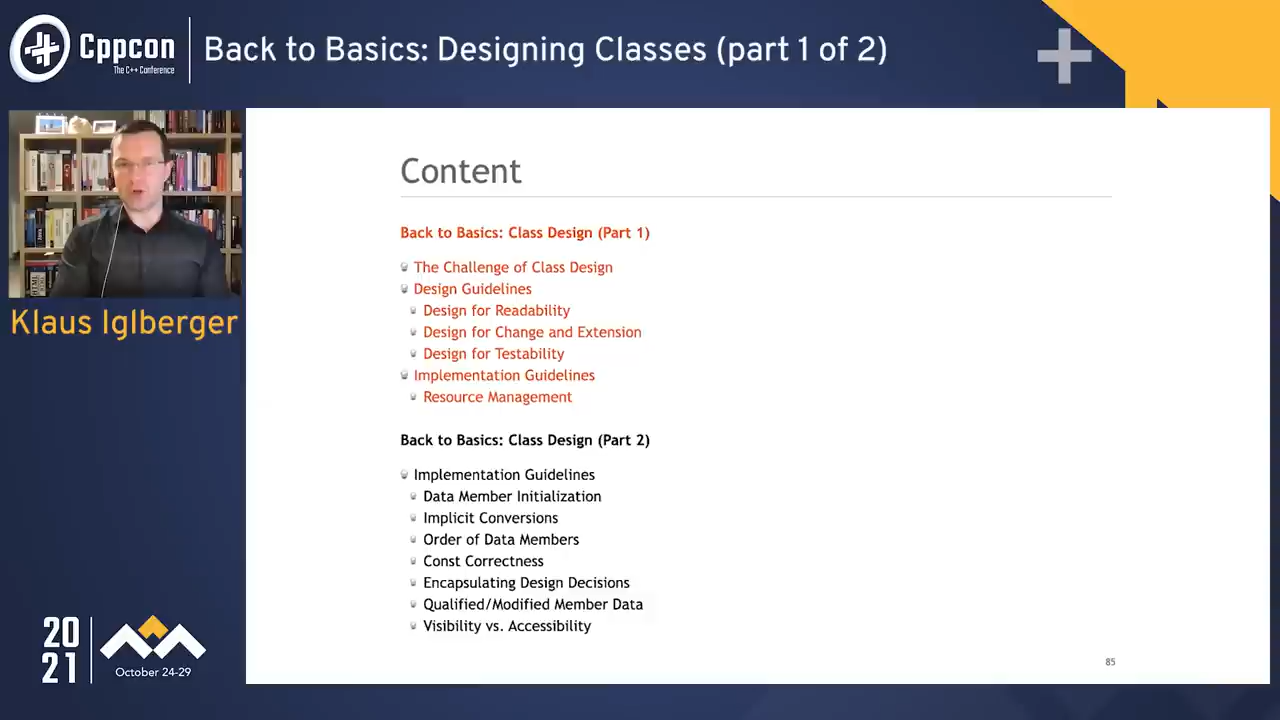 Cppcon
The C++ Conference
Back to Basics: Designing Classes (part 1 of 2)
Klaus Iglberger
Content
Back to Basics: Class Design (Part 1)
The Challenge of Class Design
Design Guidelines
Design for Readability
Design for Change and Extension
Design for Testability
Implementation Guidelines
Resource Management
Back to Basics: Class Design (Part 2)
Implementation Guidelines
Data Member Initialization
Implicit Conversions
Order of Data Members
Const Correctness
Encapsulating Design Decisions
Qualified/Modified Member Data
Visibility vs. Accessibility
85
20
21
October 24-29